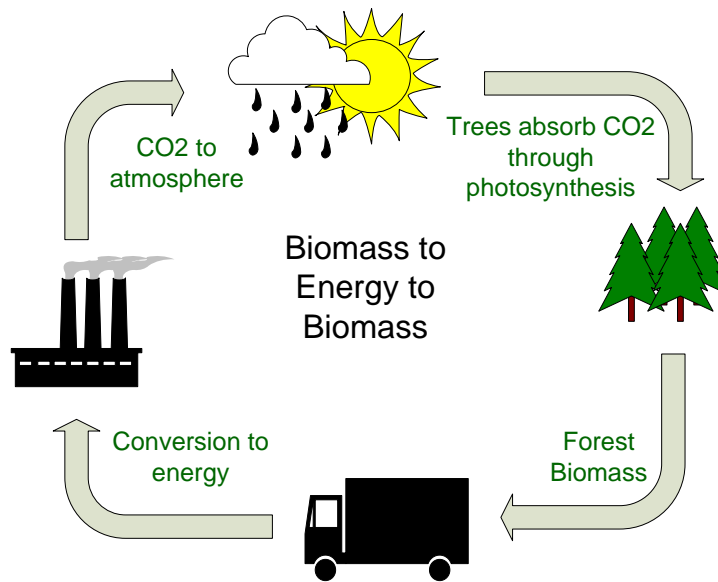 CO2 to
atmosphere
Trees absorb CO2
through
photosynthesis
Biomass to
Energy to
Biomass
Conversion to
energy
Forest
Biomass